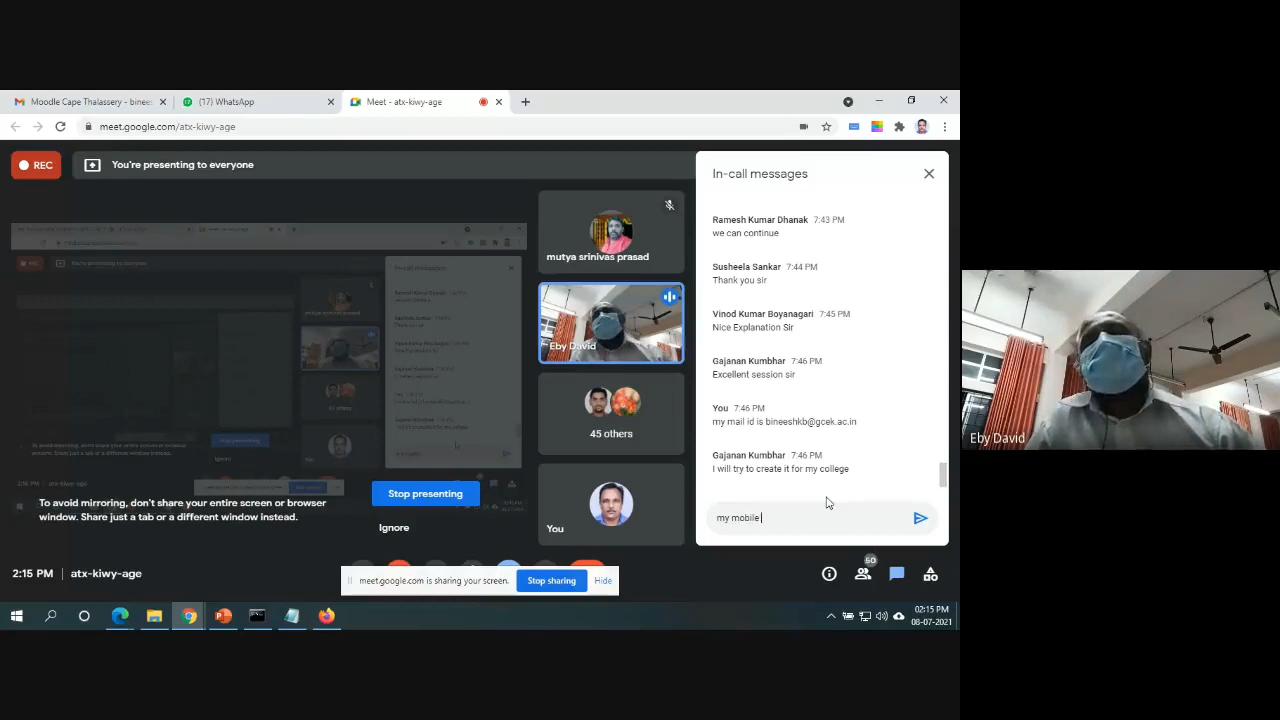 Moodle Cape Thalassery - binees
(17) WhatsApp
Meet - atx-kiwy-age
meet.google.com/atx-kiwy-age
REC
You're presenting to everyone
In-call messages
Ramesh Kumar Dhanak 7:43 PM
we can continue
Susheela Sankar 7:44 PM
Thank you sir
Vinod Kumar Boyanagari 7:45 PM
Nice Explanation Sir
Gajanan Kumbhar 7:46 PM
Excellent session sir
You 7:46 PM
my mail id is bineeshkb@gcek.ac.in
Gajanan Kumbhar 7:46 PM
I will try to create it for my college
my mobile
mutya srinivas prasad
Eby David
45 others
You
To avoid mirroring, don't share your entire screen or browser
window. Share just a tab or a different window instead.
Stop presenting
Ignore
2:15 PM | atx-kiwy-age
50
meet.google.com is sharing your screen.
Stop sharing
Hide
02:15 PM
08-07-2021
Eby David